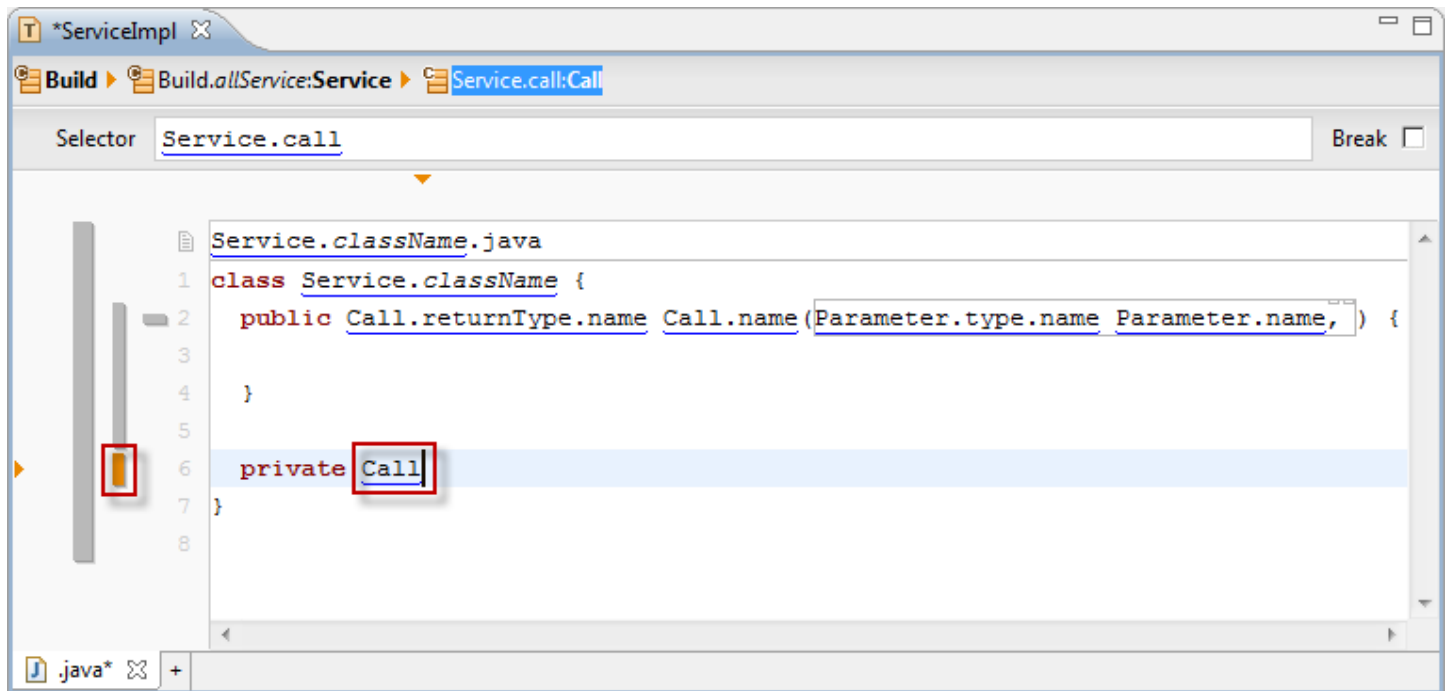 *ServiceImpl
Build Build.allService:Service Service.call:Call
Selector Service.call Break
Service.className.java
1 class Service.className {
2 public Call.returnType.name Call.name(Parameter.type.name Parameter.name, ) {
3
4 }
5
6 private Call
7 }
8
.java* +